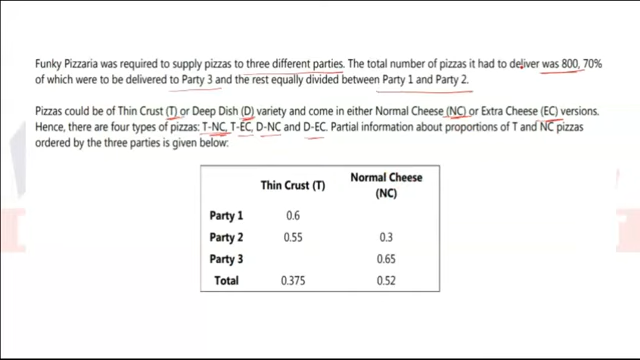 Funky Pizzaria was required to supply pizzas to three different parties. The total number of pizzas it had to deliver was 800, 70%
of which were to be delivered to Party 3 and the rest equally divided between Party 1 and Party 2.
Pizzas could be of Thin Crust (T) or Deep Dish (D) variety and come in either Normal Cheese (NC) or Extra Cheese (EC) versions.
Hence, there are four types of pizzas: T-NC, T-EC, D-NC and D-EC. Partial information about proportions of T and NC pizzas
ordered by the three parties is given below:
Thin Crust (T) Normal Cheese (NC)
Party 1 0.6
Party 2 0.55 0.3
Party 3 0.65
Total 0.375 0.52